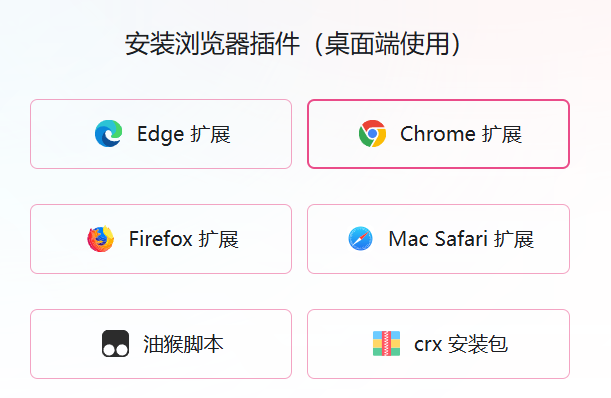 安装浏览器插件（桌面端使用）
Edge 扩展
Chrome 扩展
Firefox 扩展
Mac Safari 扩展
油猴脚本
crx 安装包